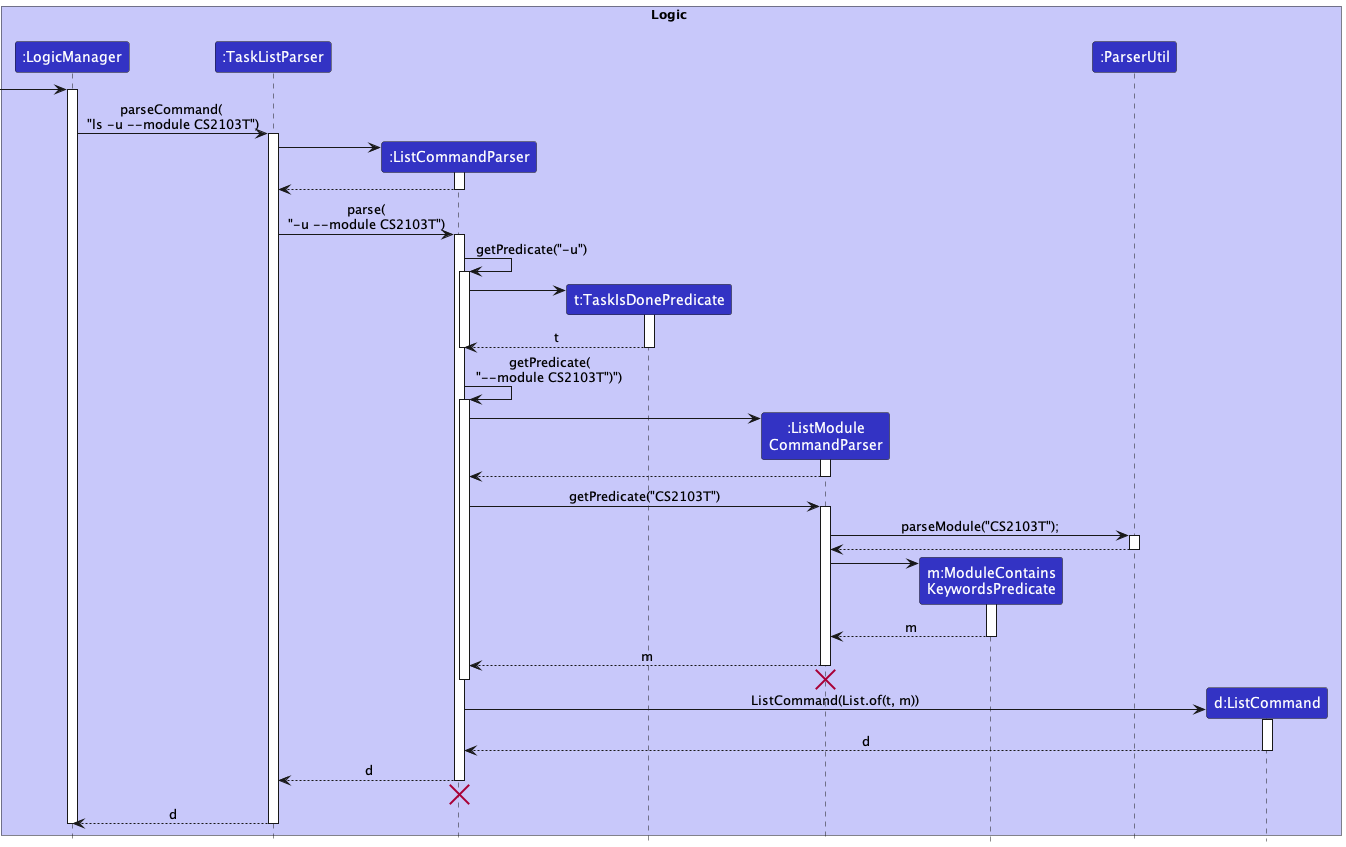 Logic
:LogicManager
:TaskListParser
:ParserUtil
parseCommand(
"ls -u --module CS2103T")
:ListCommandParser
parse(
"-u --module CS2103T")
getPredicate("-u")
t:TaskIsDonePredicate
t
getPredicate(
"--module CS2103T")")
:ListModule
CommandParser
getPredicate("CS2103T")
parseModule("CS2103T");
m:ModuleContains
KeywordsPredicate
m
m
d:ListCommand
ListCommand(List.of(t, m))
d
d
d